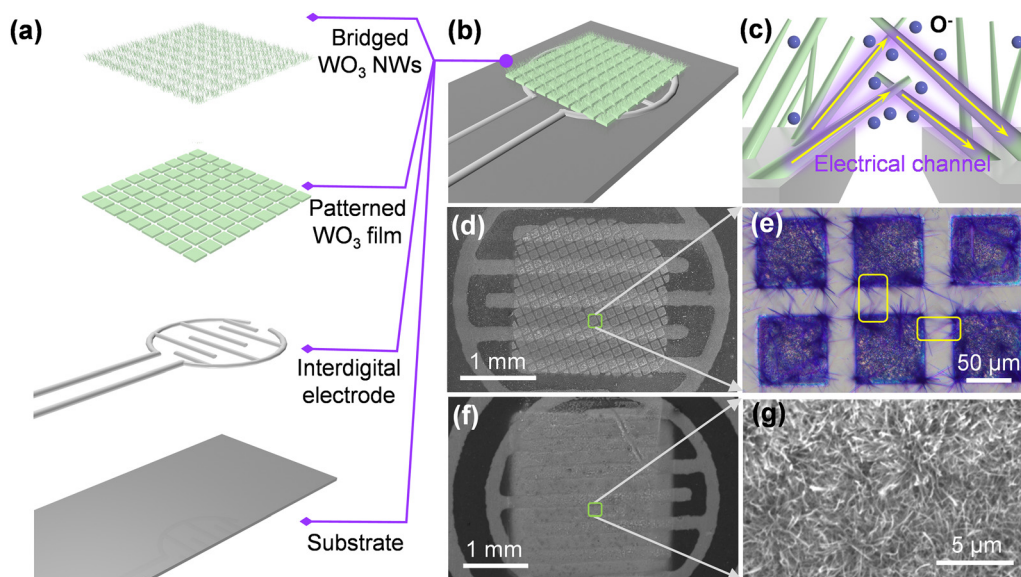 (a)
Bridged
WO₃ NWs
Patterned
WO₃ film
Interdigital
electrode
Substrate
(b)
(c)
O⁻
Electrical channel
(d)
1 mm
(e)
50 µm
(f)
1 mm
(g)
5 µm